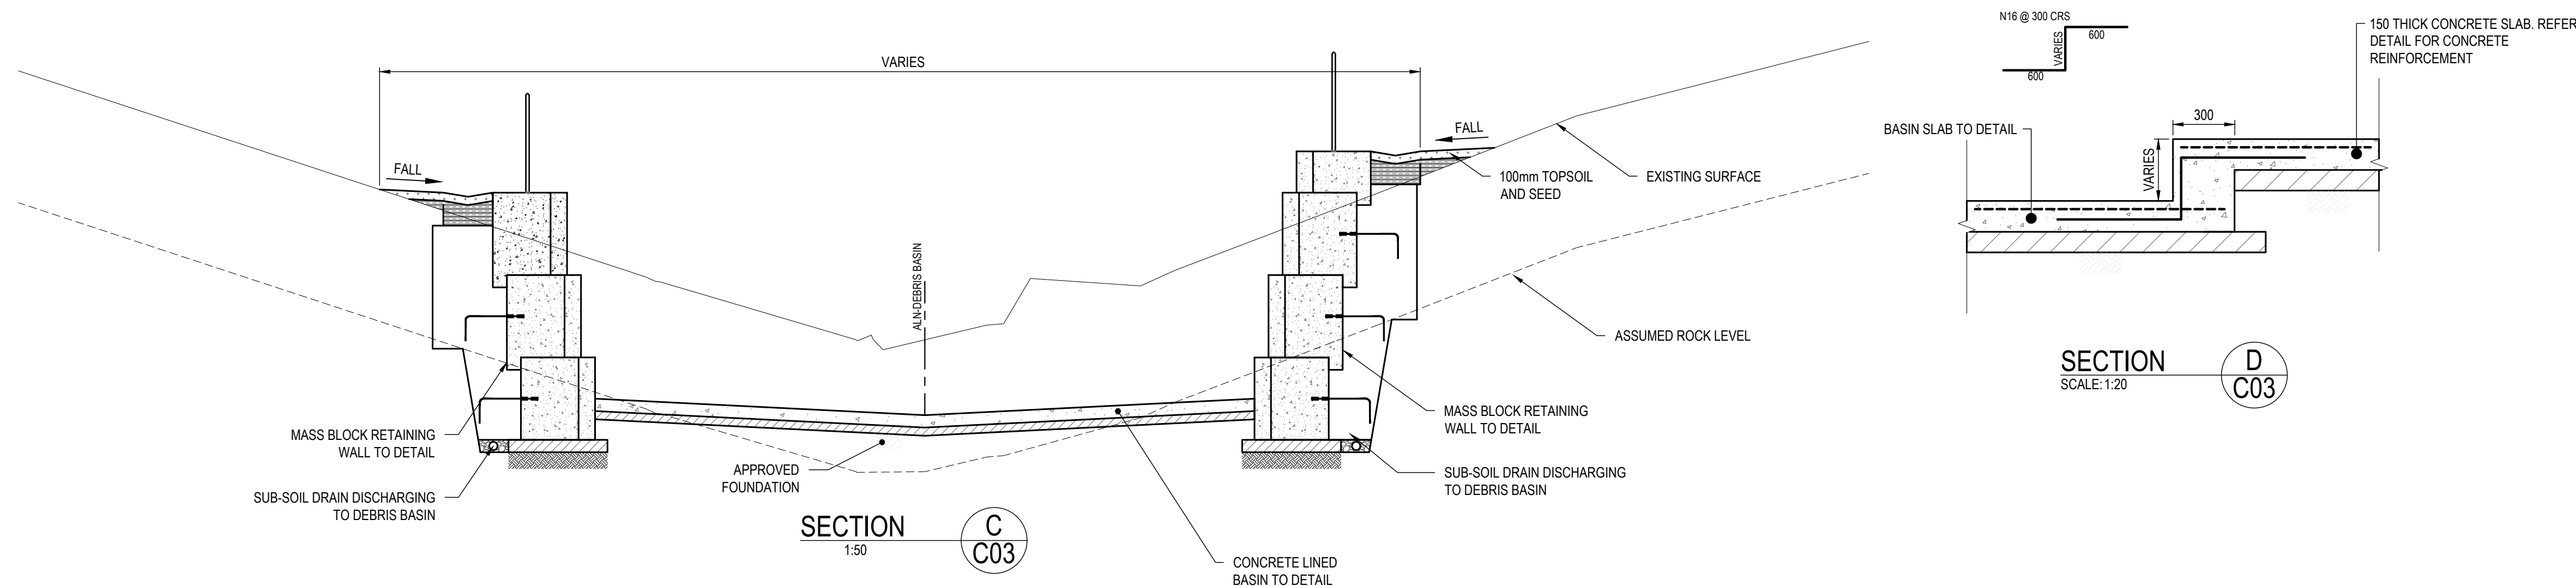 VARIES
FALL
FALL
100mm TOPSOIL
AND SEED
EXISTING SURFACE
ALN-DEBRIS BASIN
ASSUMED ROCK LEVEL
MASS BLOCK RETAINING
WALL TO DETAIL
SUB-SOIL DRAIN DISCHARGING
TO DEBRIS BASIN
APPROVED
FOUNDATION
MASS BLOCK RETAINING
WALL TO DETAIL
SUB-SOIL DRAIN DISCHARGING
TO DEBRIS BASIN
CONCRETE LINED
BASIN TO DETAIL
SECTION
1:50
C
C03
N16 @ 300 CRS
600
VARIES
600
150 THICK CONCRETE SLAB. REFER
DETAIL FOR CONCRETE
REINFORCEMENT
300
BASIN SLAB TO DETAIL
VARIES
SECTION
SCALE: 1:20
D
C03